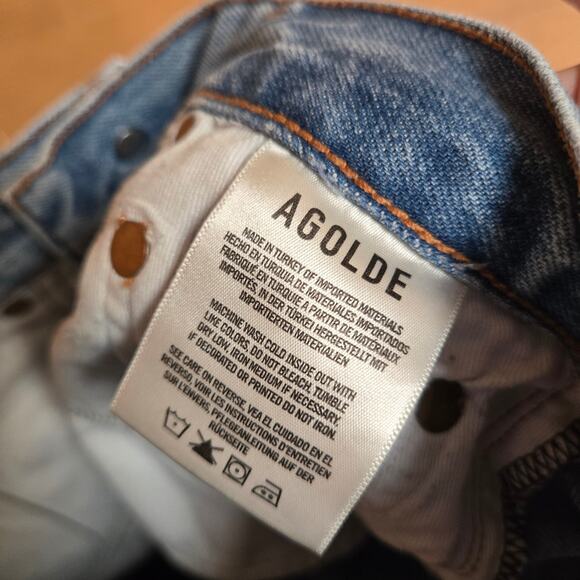 AGOLDE
MADE IN TURKEY OF IMPORTED MATERIALS
HECHO EN TURQUIA DE MATERIALES IMPORTADOS
FABRIQUE EN TURQUIE A PARTIR DE MATÉRIAUX
IMPORTES, IN DER TÜRKEI HERGESTELLT MIT
IMPORTIERTEN MATERIALIEN
MACHINE WASH COLD INSIDE OUT WITH
LIKE COLORS. DO NOT BLEACH, TUMBLE
DRY LOW, IRON MEDIUM IF NECESSARY.
IF DECORATED OR PRINTED DO NOT IRON.
SEE CARE ON REVERSE, VEA EL CUIDADO EN EL
REVERSO, VOIR LES INSTRUCTIONS D'ENTRETIEN
SUR L'ENVERS, PFLEGEANLEITUNG AUF DER
RÜCKSEITE